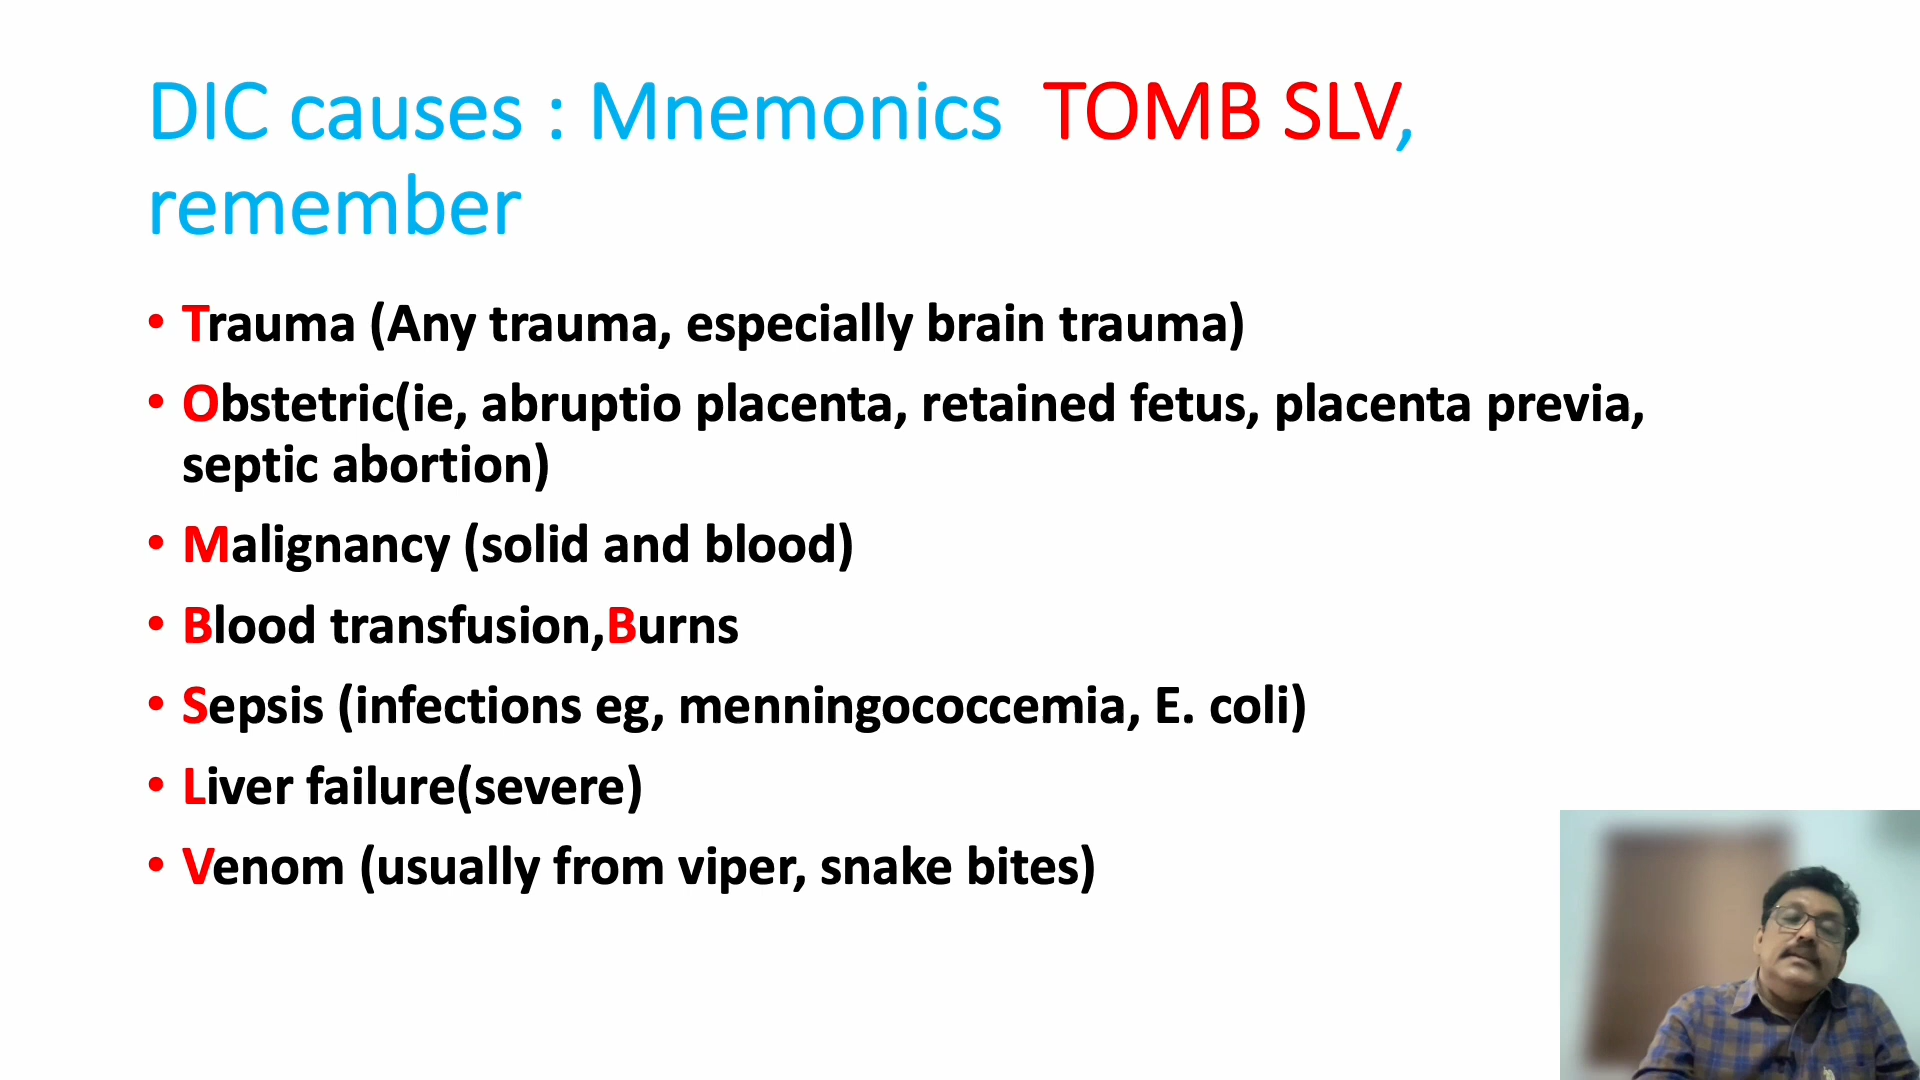 DIC causes : Mnemonics TOMB SLV,
remember
• Trauma (Any trauma, especially brain trauma)
• Obstetric(ie, abruptio placenta, retained fetus, placenta previa,
septic abortion)
• Malignancy (solid and blood)
• Blood transfusion,Burns
• Sepsis (infections eg, menningococcemia, E. coli)
• Liver failure(severe)
• Venom (usually from viper, snake bites)